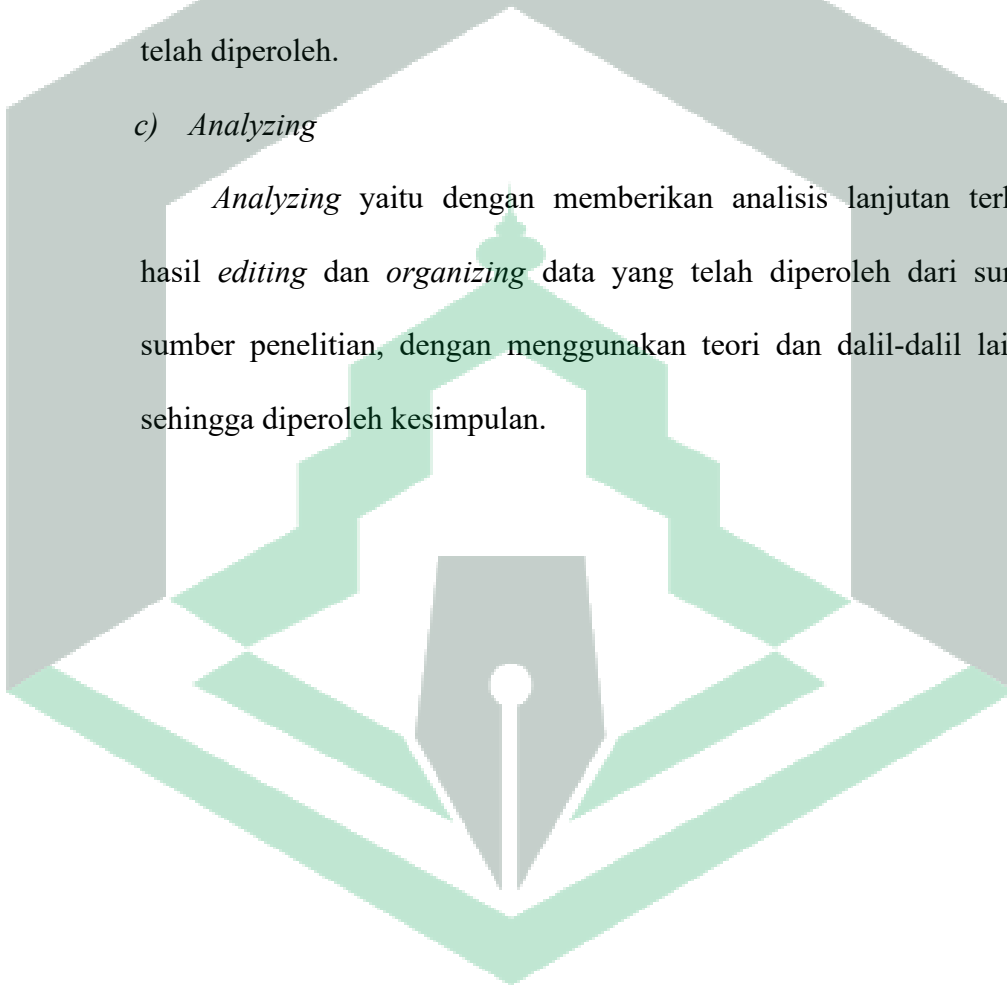 telah diperoleh.
c) Analyzing
Analyzing yaitu dengan memberikan analisis lanjutan
hasil editing dan organizing data yang telah diperoleh dari
sumber penelitian, dengan menggunakan teori dan dalil-dalil
sehingga diperoleh kesimpulan.